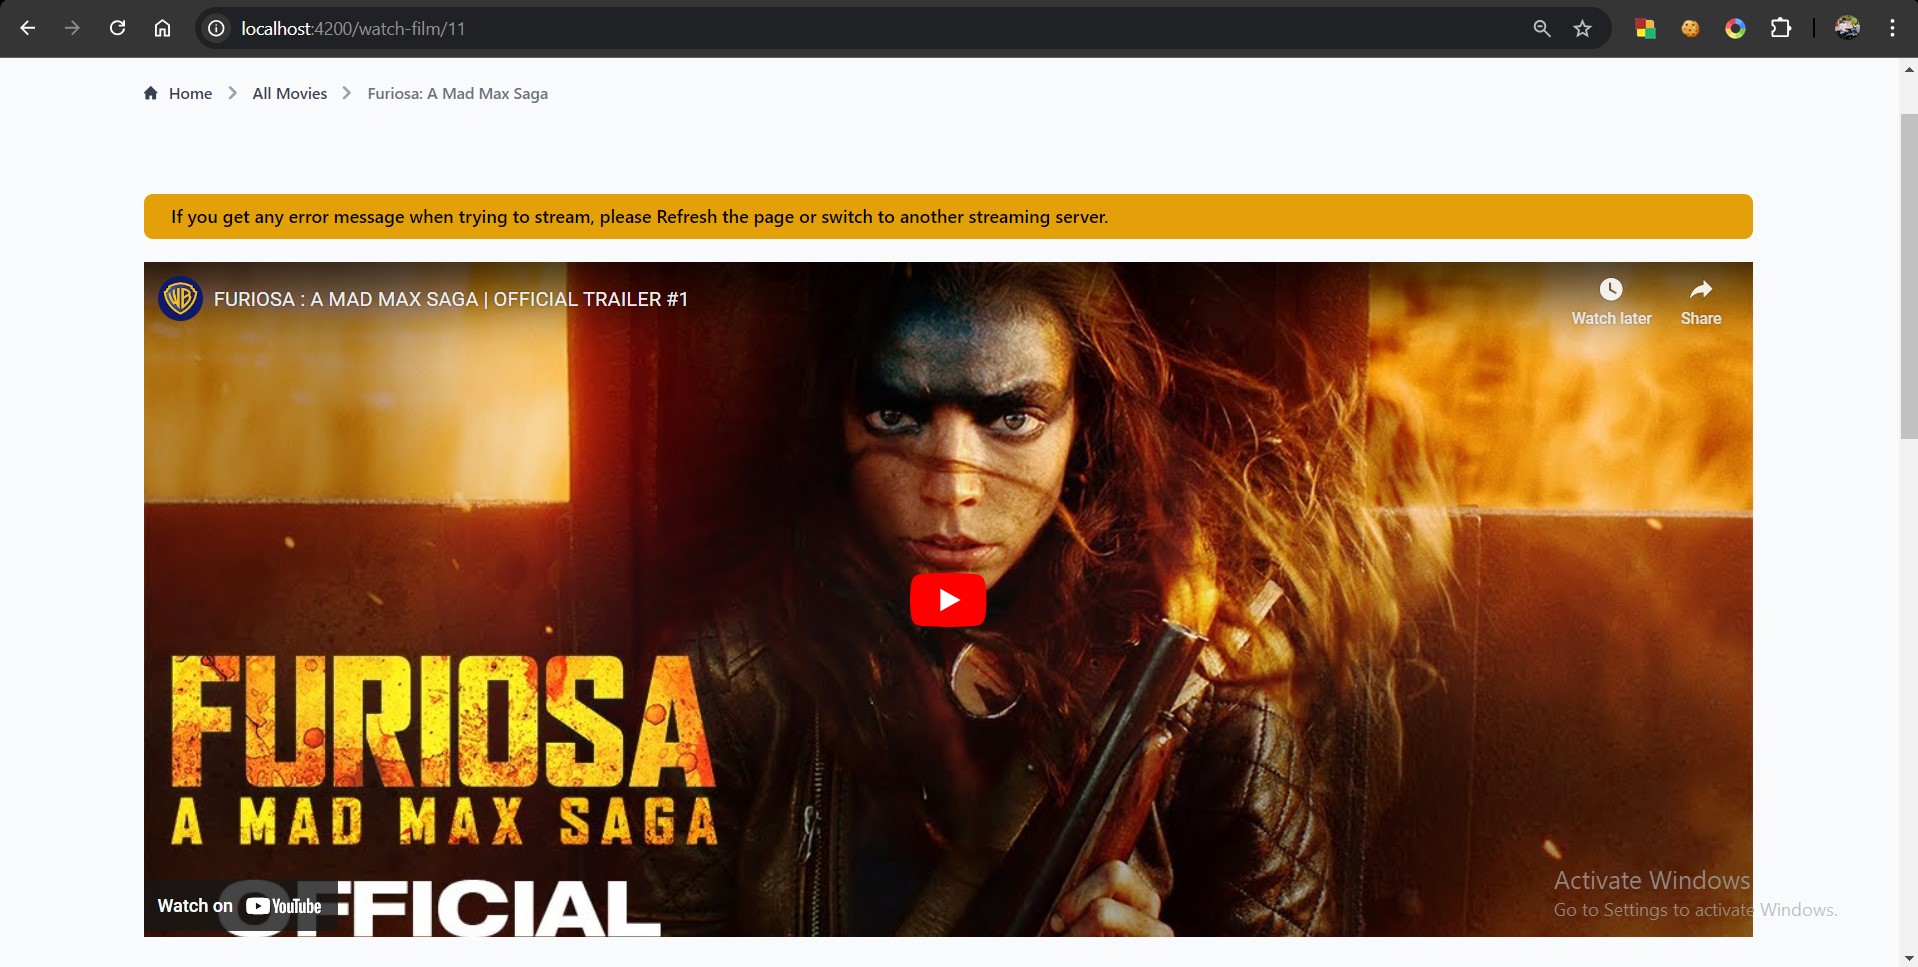 localhost:4200/watch-film/11
Home > All Movies > Furiosa: A Mad Max Saga
If you get any error message when trying to stream, please Refresh the page or switch to another streaming server.
WB
FURIOSA : A MAD MAX SAGA | OFFICIAL TRAILER #1
Watch later
Share
FURIOSA
A MAD MAX SAGA
OFFICIAL
Watch on YouTube
Activate Windows
Go to Settings to activate Windows.